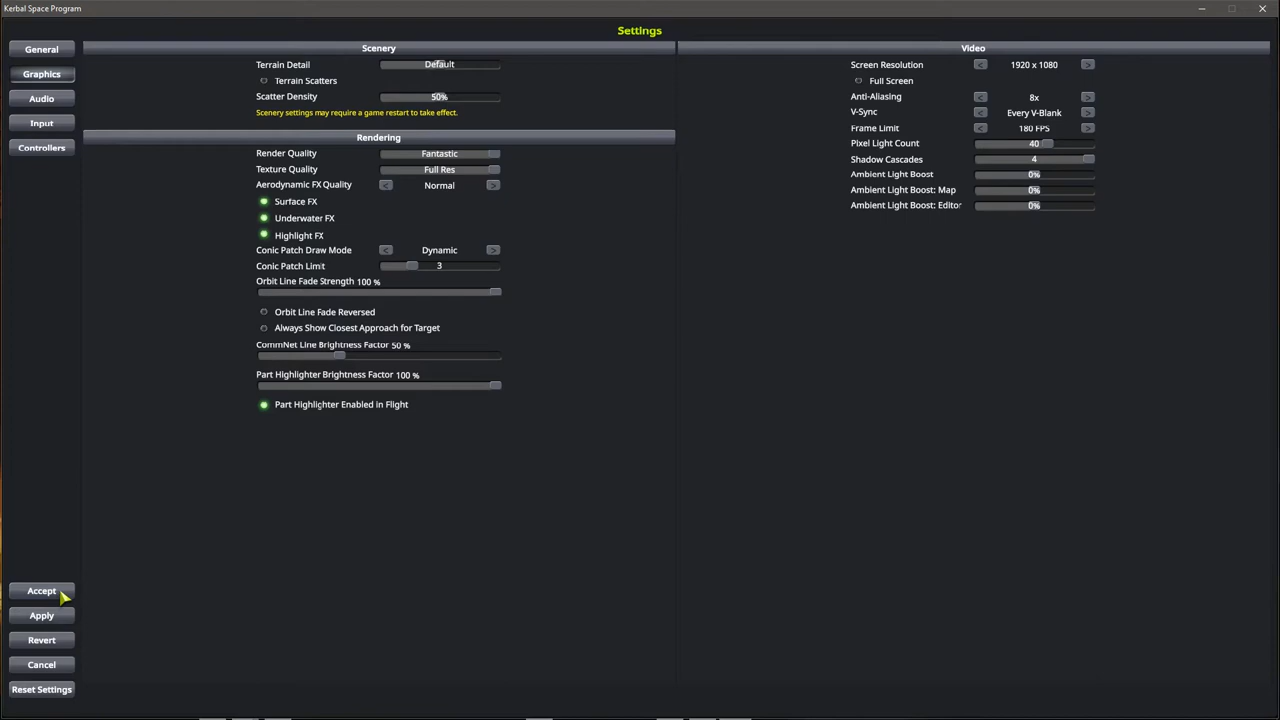 Kerbal Space Program
Settings
General
Graphics
Audio
Input
Controllers
Scenery
Terrain Detail Default
Terrain Scatters
Scatter Density 50%
Scenery settings may require a game restart to take effect.
Rendering
Render Quality Fantastic
Texture Quality Full Res
Aerodynamic FX Quality < Normal >
Surface FX
Underwater FX
Highlight FX
Conic Patch Draw Mode < Dynamic >
Conic Patch Limit 3
Orbit Line Fade Strength 100 %
Orbit Line Fade Reversed
Always Show Closest Approach for Target
CommNet Line Brightness Factor 50 %
Part Highlighter Brightness Factor 100 %
Part Highlighter Enabled in Flight
Video
Screen Resolution < 1920 x 1080 >
Full Screen
Anti-Aliasing < 8x >
V-Sync < Every V-Blank >
Frame Limit < 180 FPS >
Pixel Light Count 40
Shadow Cascades 4
Ambient Light Boost 0%
Ambient Light Boost: Map 0%
Ambient Light Boost: Editor 0%
Accept
Apply
Revert
Cancel
Reset Settings